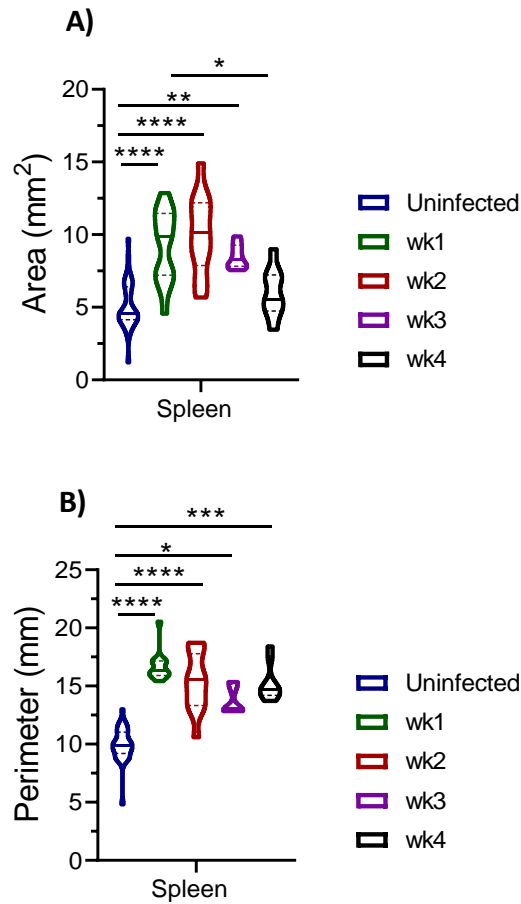 A)
*
**
****
****
20
15
10
5
0
Area (mm²)
Spleen
Uninfected
wk1
wk2
wk3
wk4
B)
***
*
****
****
25
20
15
10
5
0
Perimeter (mm)
Spleen
Uninfected
wk1
wk2
wk3
wk4